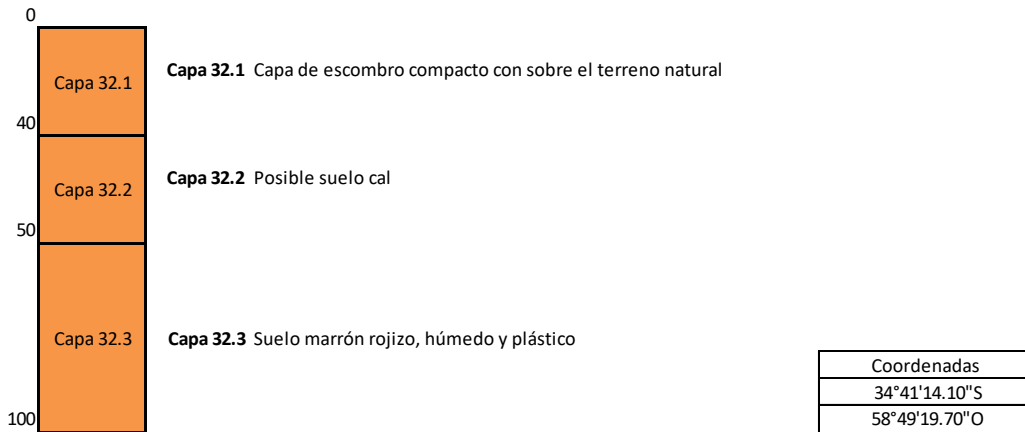 0
Capa 32.1
Capa 32.1 Capa de escombro compacto con sobre el terreno natural
40
Capa 32.2
Capa 32.2 Posible suelo cal
50
Capa 32.3
Capa 32.3 Suelo marrón rojizo, húmedo y plástico
100
Coordenadas
34°41'14.10"S
58°49'19.70"O